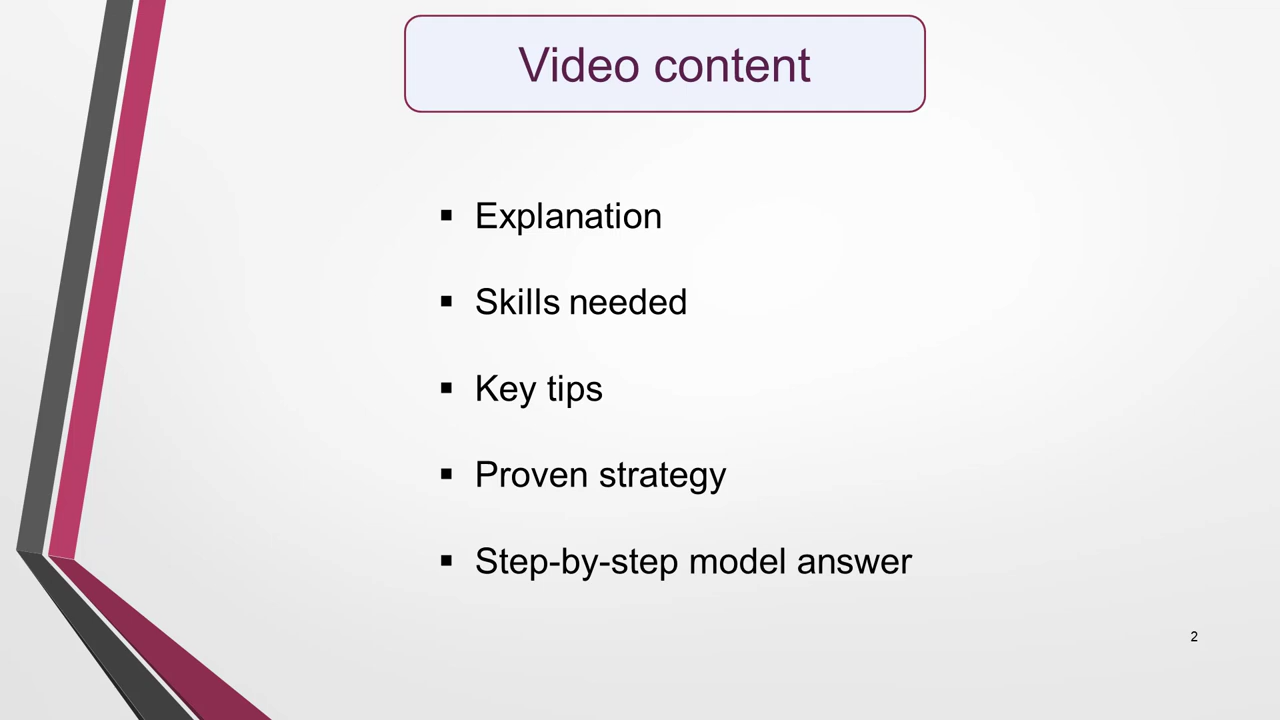 Video content
▪ Explanation
▪ Skills needed
▪ Key tips
▪ Proven strategy
▪ Step-by-step model answer
2